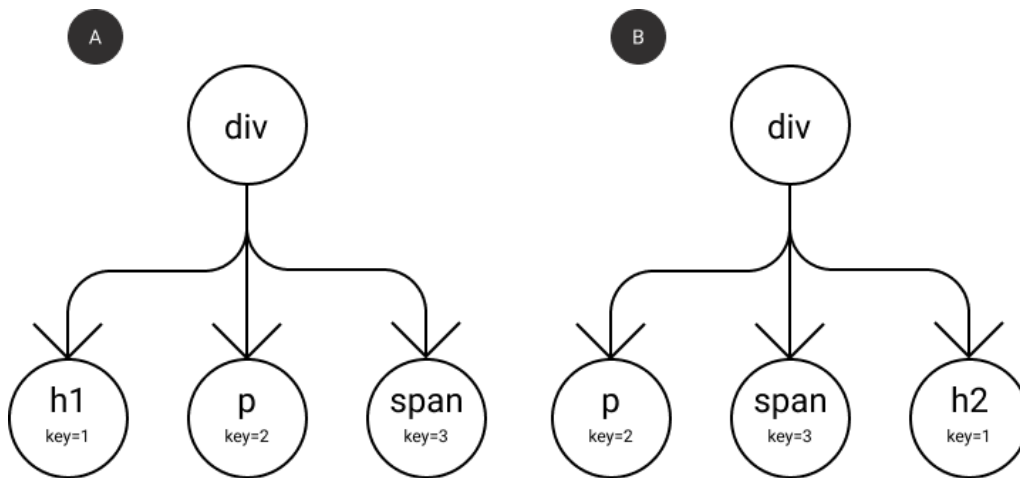 A
div
h1
key=1
p
key=2
span
key=3
B
div
p
key=2
span
key=3
h2
key=1